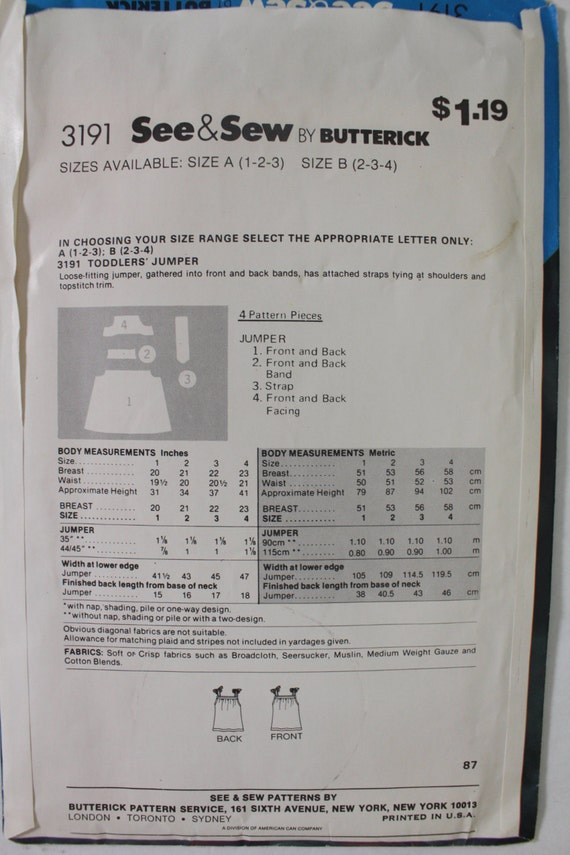 3191
See&Sew BY BUTTERICK
$1.19
3191 See&Sew BY BUTTERICK
SIZES AVAILABLE: SIZE A (1-2-3) SIZE B (2-3-4)
IN CHOOSING YOUR SIZE RANGE SELECT THE APPROPRIATE LETTER ONLY:
A (1-2-3); B (2-3-4)
3191 TODDLERS' JUMPER
Loose-fitting jumper, gathered into front and back bands, has attached straps tying at shoulders and
topstitch trim.
4 Pattern Pieces
JUMPER
1. Front and Back
2. Front and Back
Band
3. Strap
4. Front and Back
Facing
4
2
3
1
BODY MEASUREMENTS Inches
Size.............. 1 2 3 4
Breast............ 20 21 22 23
Waist............. 19½ 20 20½ 21
Approximate Height 31 34 37 41
BREAST............ 20 21 22 23
SIZE.............. 1 2 3 4
JUMPER
35" **............ 1⅛ 1⅛ 1⅛ 1⅛
44/45" **......... ⅞ 1 1 1⅛
Width at lower edge
Jumper............ 41½ 43 45 47
Finished back length from base of neck
Jumper............ 15 16 17 18
BODY MEASUREMENTS Metric
Size.............. 1 2 3 4
Breast............ 51 53 56 58 cm
Waist............. 50 51 52 53 cm
Approximate Height 79 87 94 102 cm
BREAST............ 51 53 56 58 cm
SIZE.............. 1 2 3 4
JUMPER
90cm **........... 1.10 1.10 1.10 1.10 m
115cm **.......... 0.80 0.90 0.90 1.00 m
Width at lower edge
Jumper............ 105 109 114.5 119.5 cm
Finished back length from base of neck
Jumper............ 38 40.5 43 46 cm
*with nap, shading, pile or one-way design.
**without nap, shading or pile or with a two-design.
Obvious diagonal fabrics are not suitable.
Allowance for matching plaid and stripes not included in yardages given.
FABRICS: Soft or Crisp fabrics such as Broadcloth, Seersucker, Muslin, Medium Weight Gauze and
Cotton Blends.
BACK FRONT
87
SEE & SEW PATTERNS BY
BUTTERICK PATTERN SERVICE, 161 SIXTH AVENUE, NEW YORK, NEW YORK 10013
LONDON • TORONTO • SYDNEY PRINTED IN U.S.A.
A DIVISION OF AMERICAN CAN COMPANY